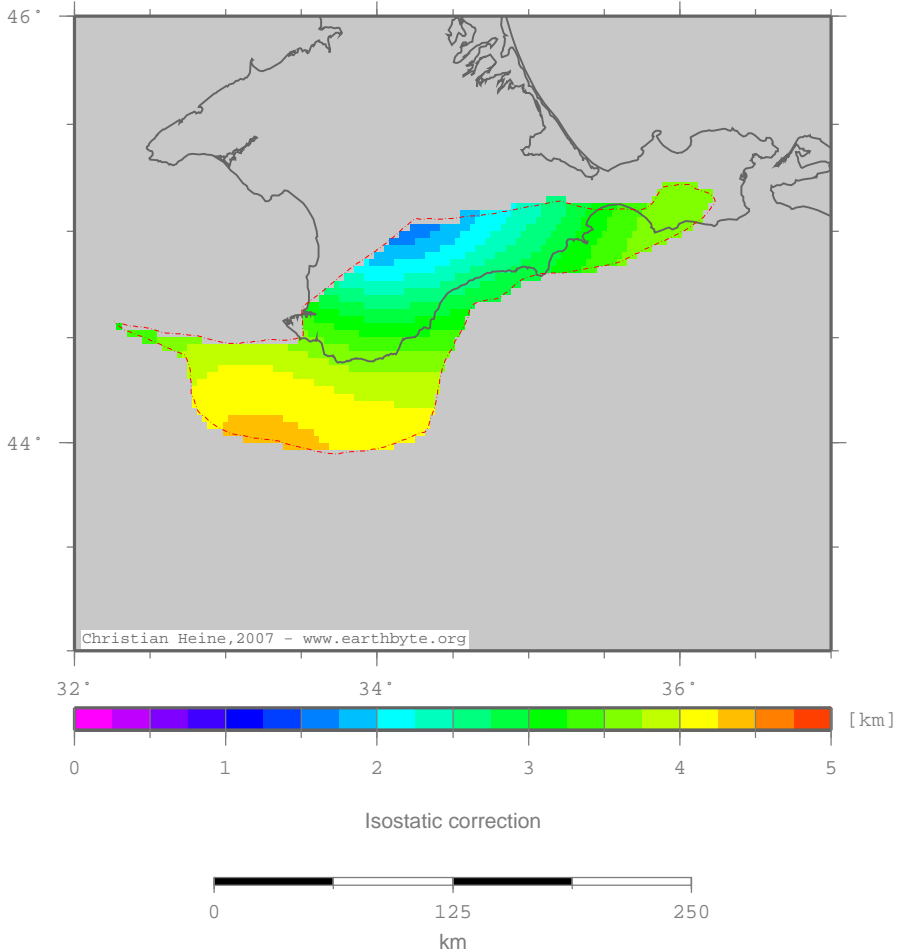 46°
44°
Christian Heine,2007 - www.earthbyte.org
32° 34° 36°
[km]
0 1 2 3 4 5
Isostatic correction
0 125 250
km